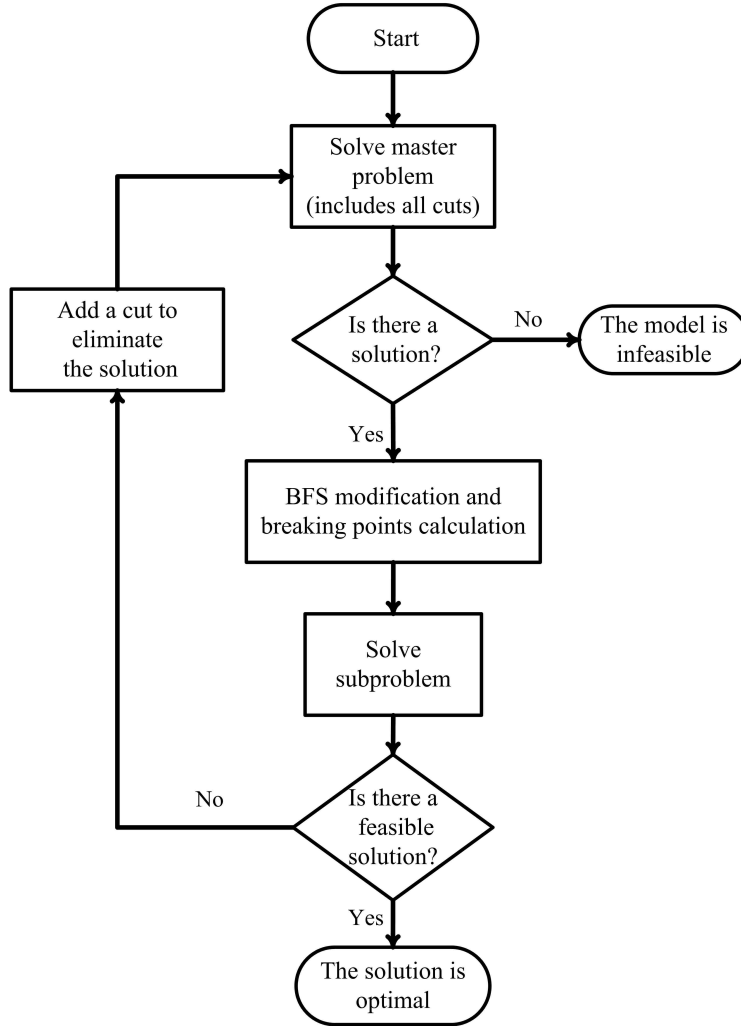 Start
Solve master
problem
(includes all cuts)
Add a cut to
eliminate
the solution
Is there a
solution?
No
The model is
infeasible
Yes
BFS modification and
breaking points calculation
Solve
subproblem
No
Is there a
feasible
solution?
Yes
The solution is
optimal